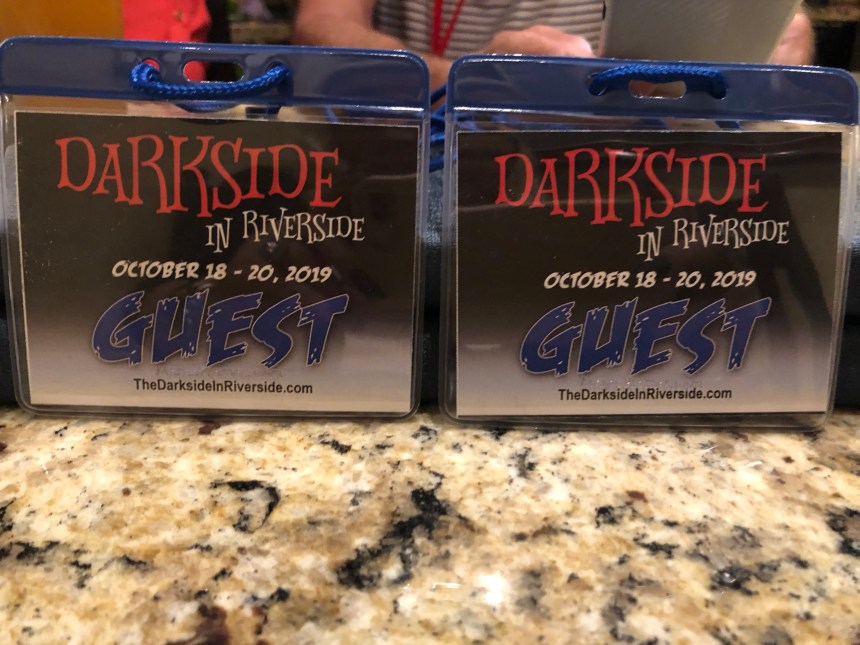 DARKSIDE
IN RIVERSIDE
OCTOBER 18 - 20, 2019
GUEST
TheDarksideInRiverside.com
DARKSIDE
IN RIVERSIDE
OCTOBER 18 - 20, 2019
GUEST
TheDarksideInRiverside.com